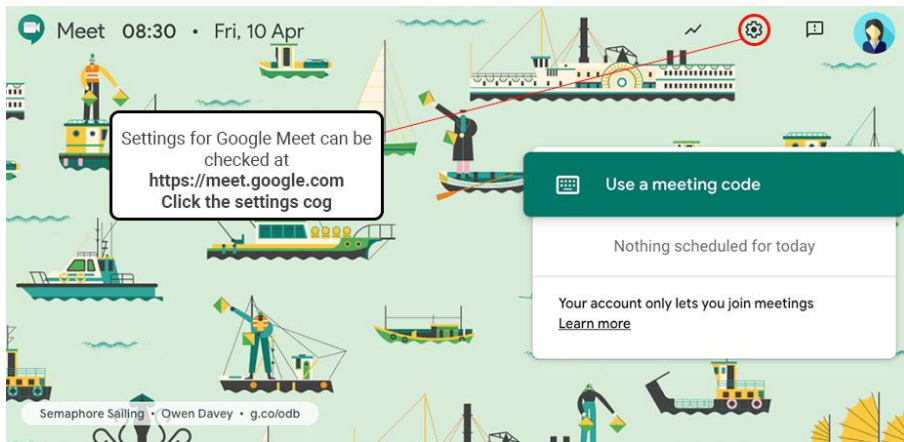 Meet 08:30 • Fri, 10 Apr
Settings for Google Meet can be
checked at
https://meet.google.com
Click the settings cog
Use a meeting code
Nothing scheduled for today
Your account only lets you join meetings
Learn more
Semaphore Sailing • Owen Davey • g.co/odb